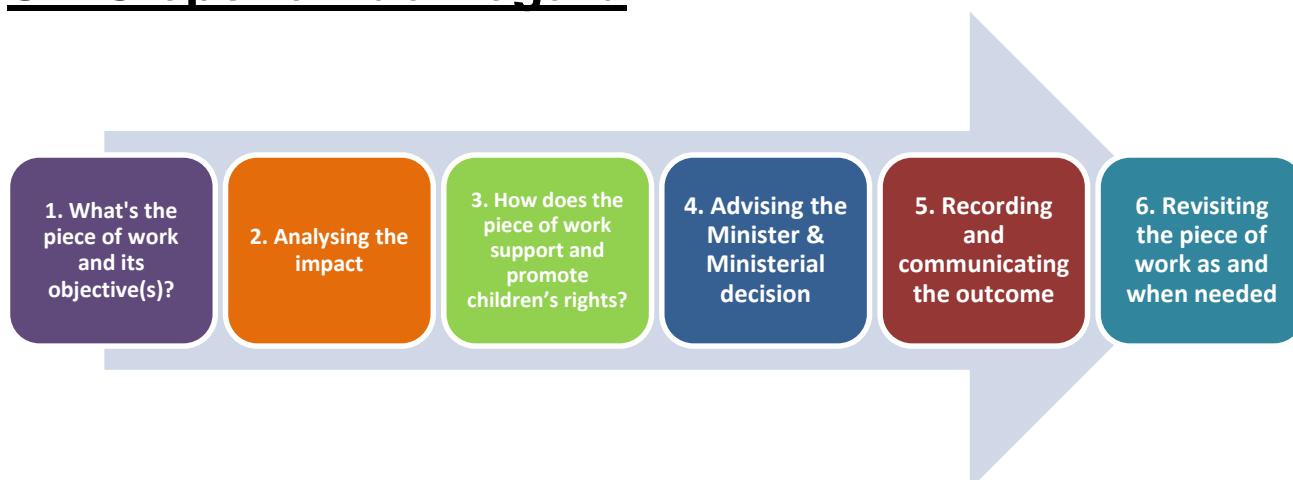 1. What's the
piece of work
and its
objective(s)?
2. Analysing the
impact
3. How does the
piece of work
support and
promote
children’s rights?
4. Advising the
Minister &
Ministerial
decision
5. Recording
and
communicating
the outcome
6. Revisiting
the piece of
work as and
when needed